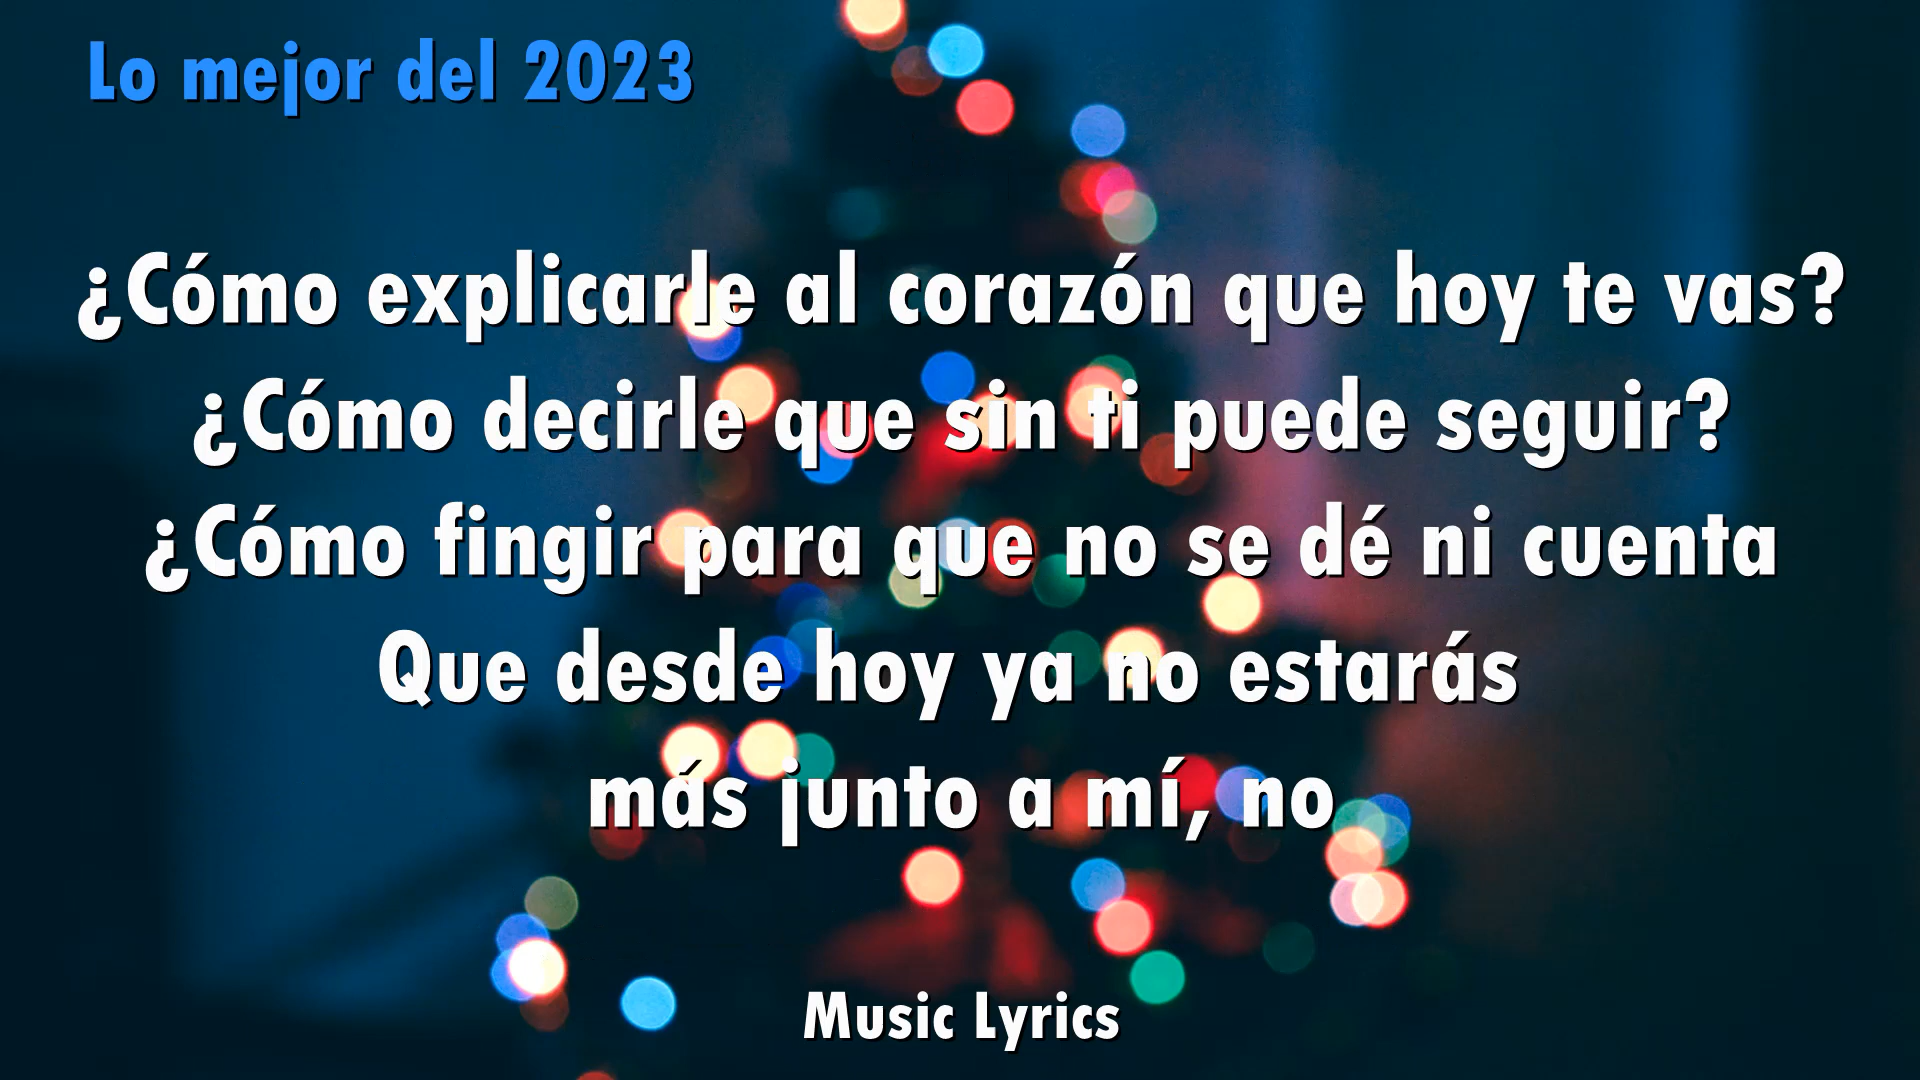 Lo mejor del 2023
¿Cómo explicarle al corazón que hoy te vas?
¿Cómo decirle que sin ti puede seguir?
¿Cómo fingir para que no se dé ni cuenta
Que desde hoy ya no estarás
más junto a mí, no
Music Lyrics